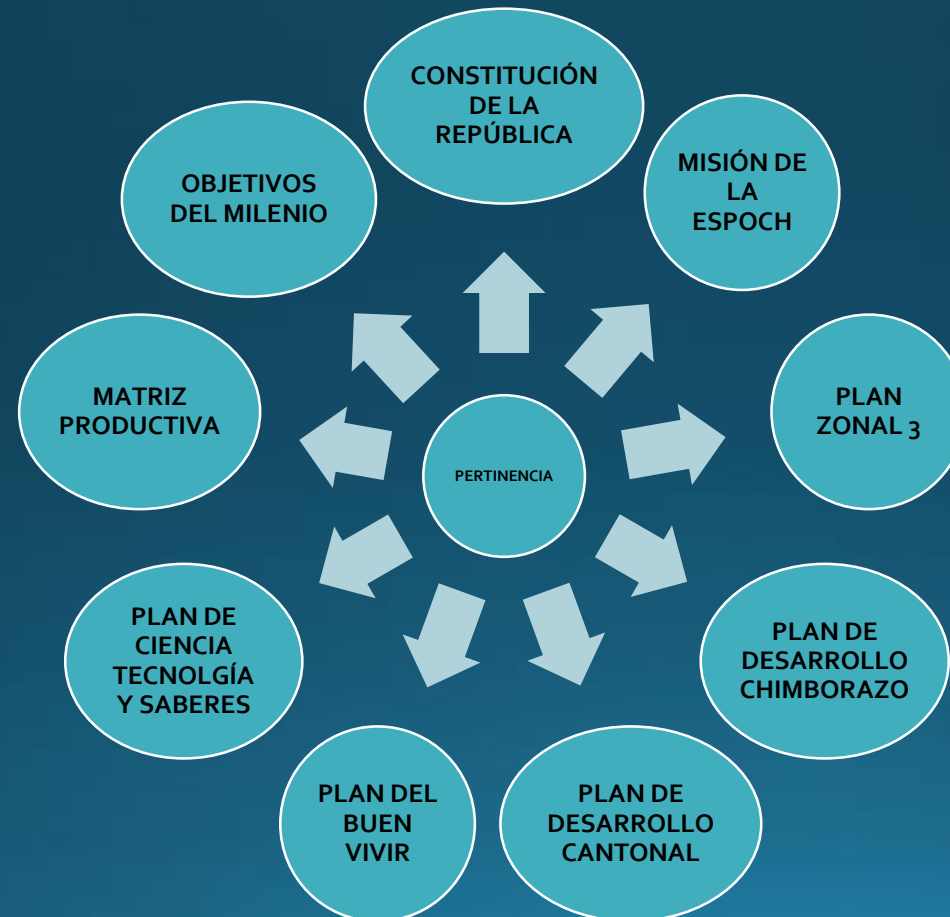 CONSTITUCIÓN
DE LA
REPÚBLICA
MISIÓN DE
LA
ESPOCH
PLAN
ZONAL 3
PLAN DE
DESARROLLO
CHIMBORAZO
PLAN DE
DESARROLLO
CANTONAL
PLAN DEL
BUEN
VIVIR
PLAN DE
CIENCIA
TECNOLGÍA
Y SABERES
MATRIZ
PRODUCTIVA
OBJETIVOS
DEL MILENIO
PERTINENCIA